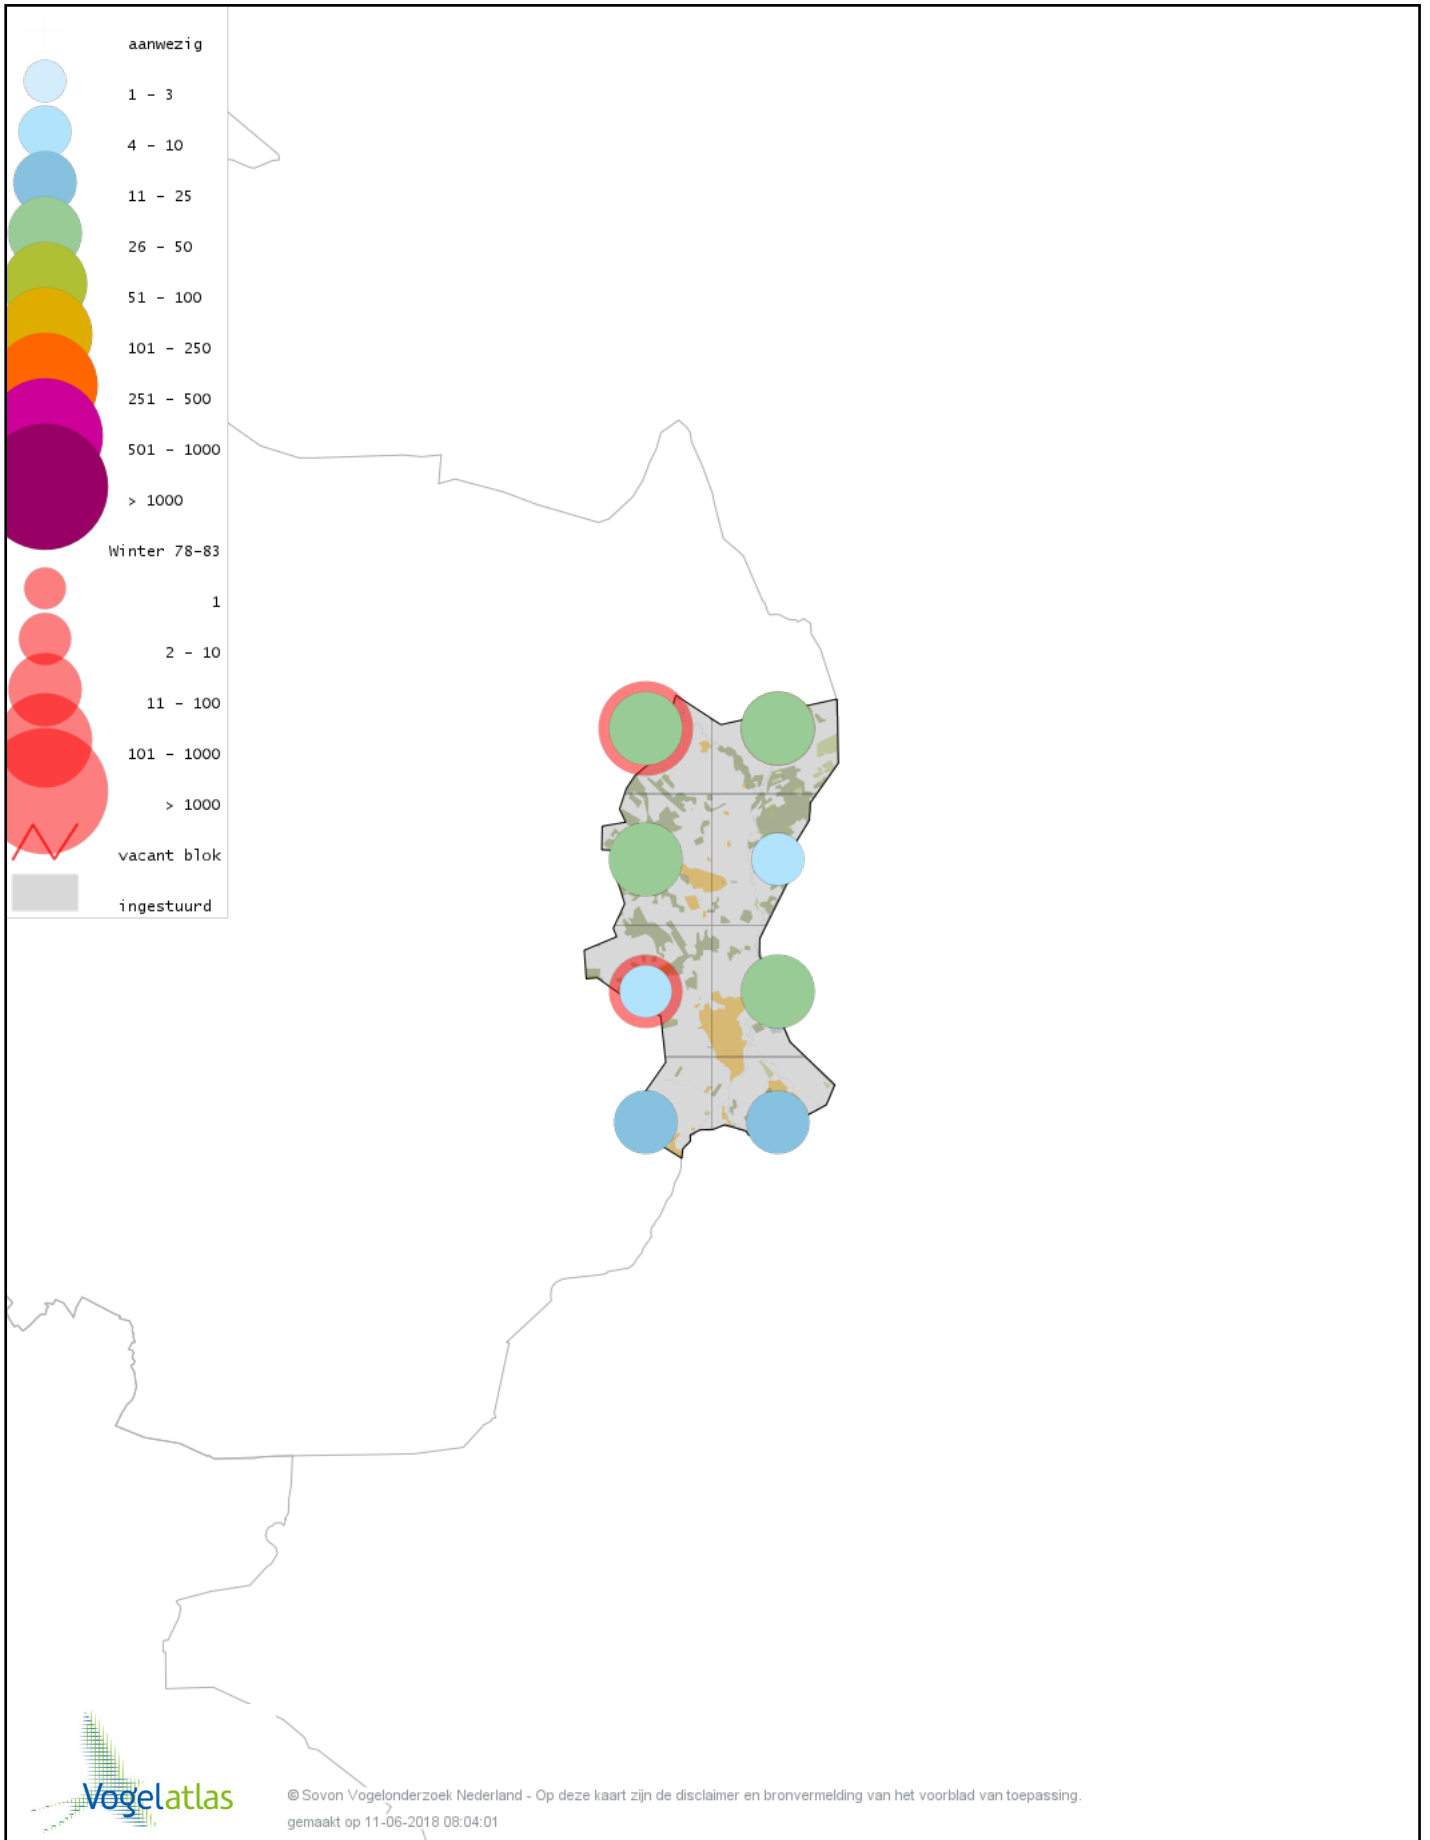 aanwezig
1 - 3
4 - 10
11 - 25
26 - 50
51 - 100
101 - 250
251 - 500
501 - 1000
> 1000
Winter 78-83
1
2 - 10
11 - 100
101 - 1000
> 1000
vacant blok
ingestuurd
Vogelatlas
© Sovon Vogelonderzoek Nederland - Op deze kaart zijn de disclaimer en bronvermelding van het voorblad van toepassing.
gemaakt op 11-06-2018 08:04:01